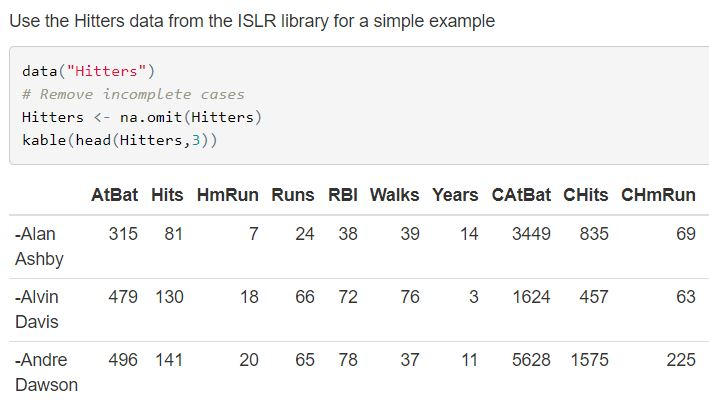 Use the Hitters data from the ISLR library for a simple example
data("Hitters")
# Remove incomplete cases
Hitters <- na.omit(Hitters)
kable(head(Hitters,3))
AtBat Hits HmRun Runs RBI Walks Years CAtBat CHits CHmRun
-Alan 315 81 7 24 38 39 14 3449 835 69
Ashby
-Alvin 479 130 18 66 72 76 3 1624 457 63
Davis
-Andre 496 141 20 65 78 37 11 5628 1575 225
Dawson